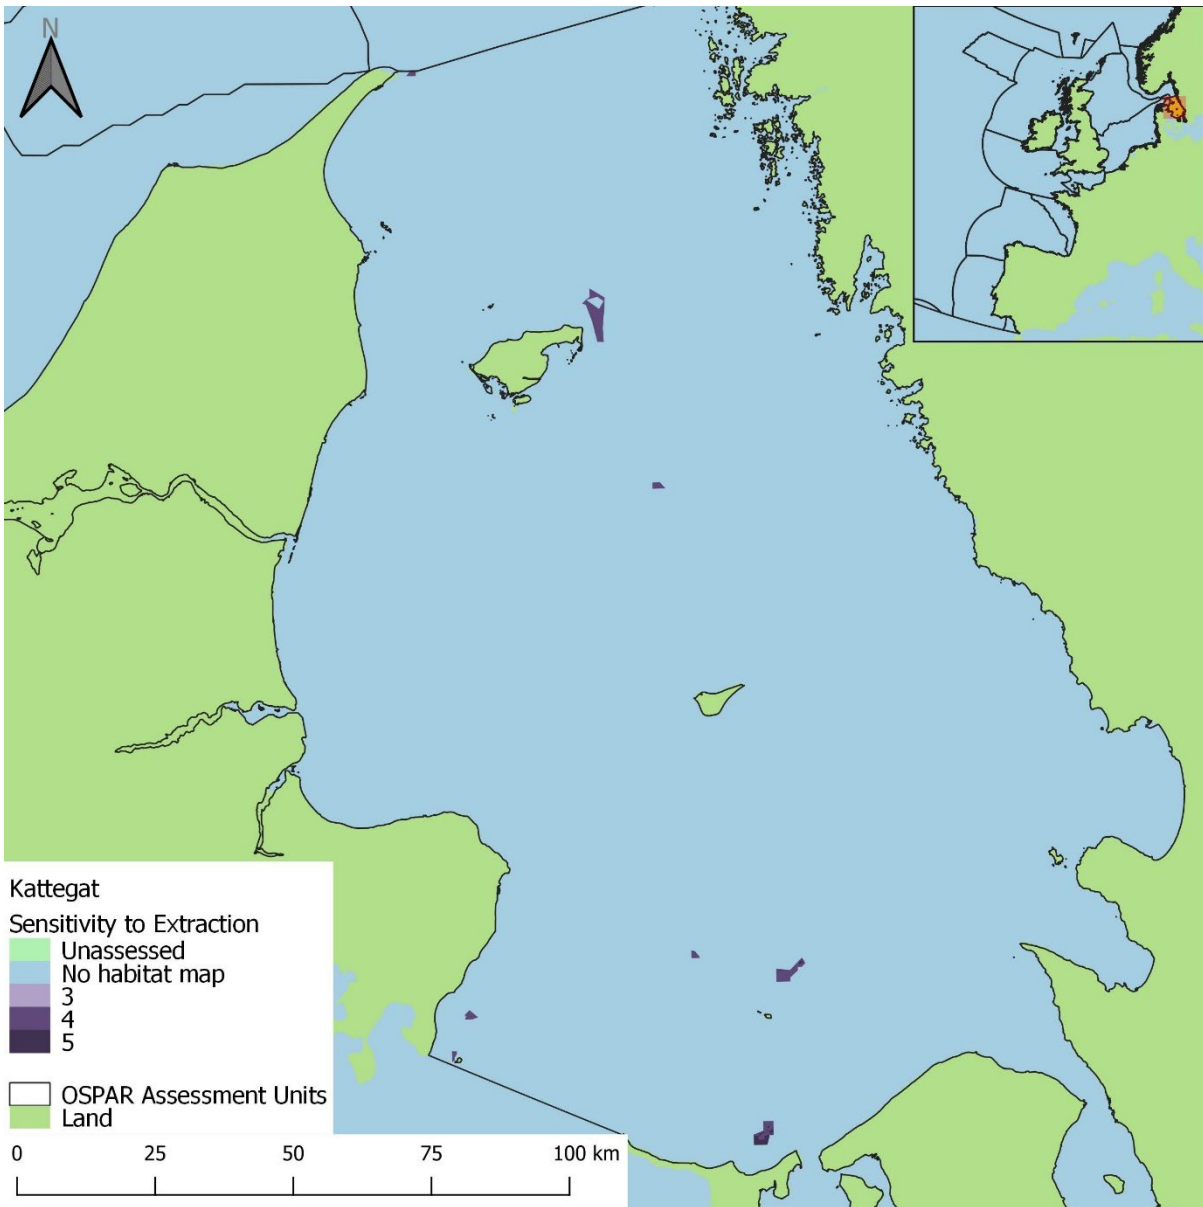 N
Kattegat
Sensitivity to Extraction
Unassessed
No habitat map
3
4
5
OSPAR Assessment Units
Land
0 25 50 75 100 km